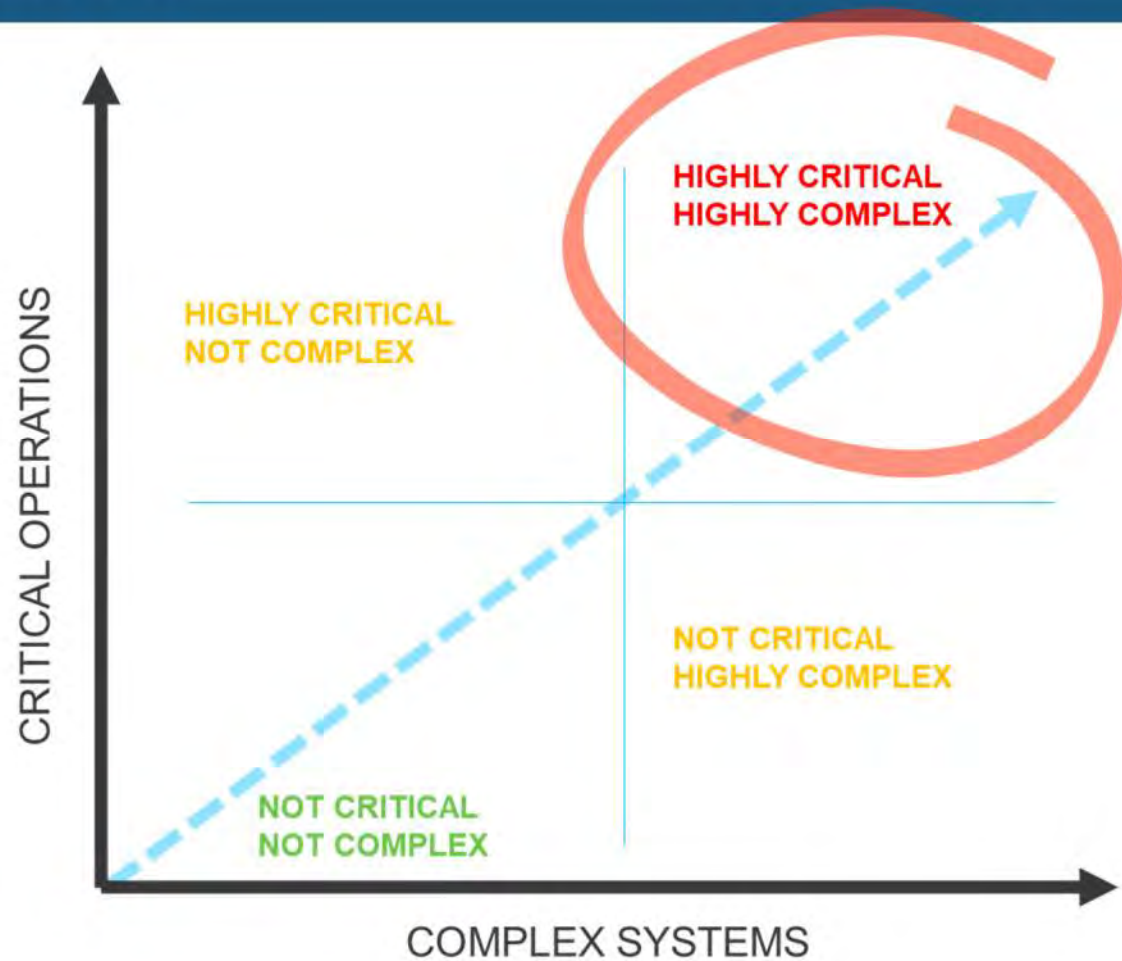 HIGHLY CRITICAL
HIGHLY COMPLEX
HIGHLY CRITICAL
NOT COMPLEX
CRITICAL OPERATIONS
NOT CRITICAL
HIGHLY COMPLEX
NOT CRITICAL
NOT COMPLEX
COMPLEX SYSTEMS